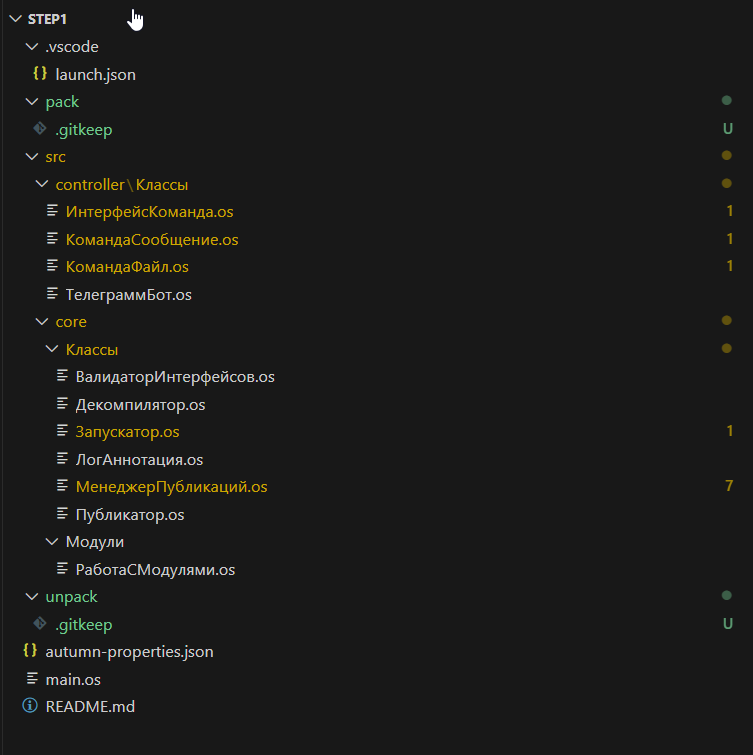 STEP1
.vscode
{} launch.json
pack
.gitkeep U
src
controller\Классы
ИнтерфейсКоманда.os 1
КомандаСообщение.os 1
КомандаФайл.os 1
ТелеграммБот.os
core
Классы
ВалидаторИнтерфейсов.os
Декомпилятор.os
Запускатор.os 1
ЛогАннотация.os
МенеджерПубликаций.os 7
Публикатор.os
Модули
РаботаСМодулями.os
unpack
.gitkeep U
{} autumn-properties.json
main.os
README.md